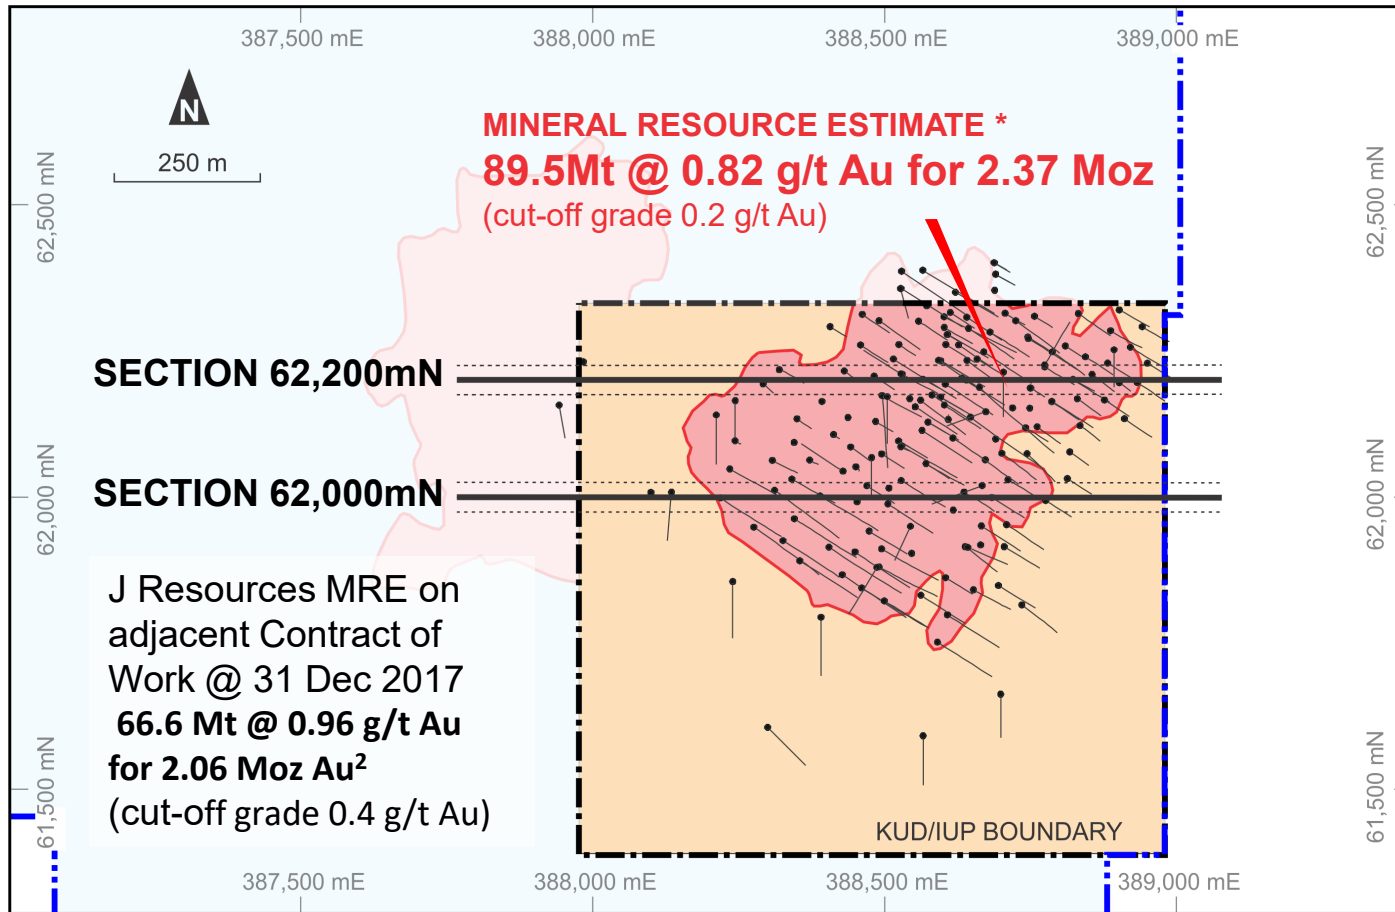 387,500 mE
388,000 mE
388,500 mE
389,000 mE
N
250 m
MINERAL RESOURCE ESTIMATE *
89.5Mt @ 0.82 g/t Au for 2.37 Moz
(cut-off grade 0.2 g/t Au)
62,500 mN
62,500 mN
SECTION 62,200mN
SECTION 62,000mN
62,000 mN
62,000 mN
J Resources MRE on
adjacent Contract of
Work @ 31 Dec 2017
66.6 Mt @ 0.96 g/t Au
for 2.06 Moz Au²
(cut-off grade 0.4 g/t Au)
61,500 mN
61,500 mN
KUD/IUP BOUNDARY
387,500 mE
388,000 mE
388,500 mE
389,000 mE